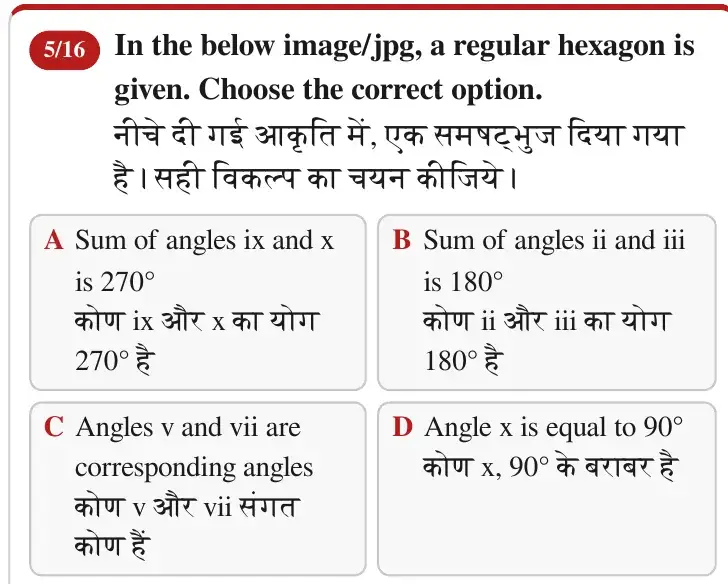 5/16 In the below image/jpg, a regular hexagon is
given. Choose the correct option.
नीचे दी गई आकृति में, एक समषट्भुज दिया गया
है। सही विकल्प का चयन कीजिये।
A Sum of angles ix and x
is 270°
कोण ix और x का योग
270° है
B Sum of angles ii and iii
is 180°
कोण ii और iii का योग
180° है
C Angles v and vii are
corresponding angles
कोण v और vii संगत
कोण हैं
D Angle x is equal to 90°
कोण x, 90° के बराबर है